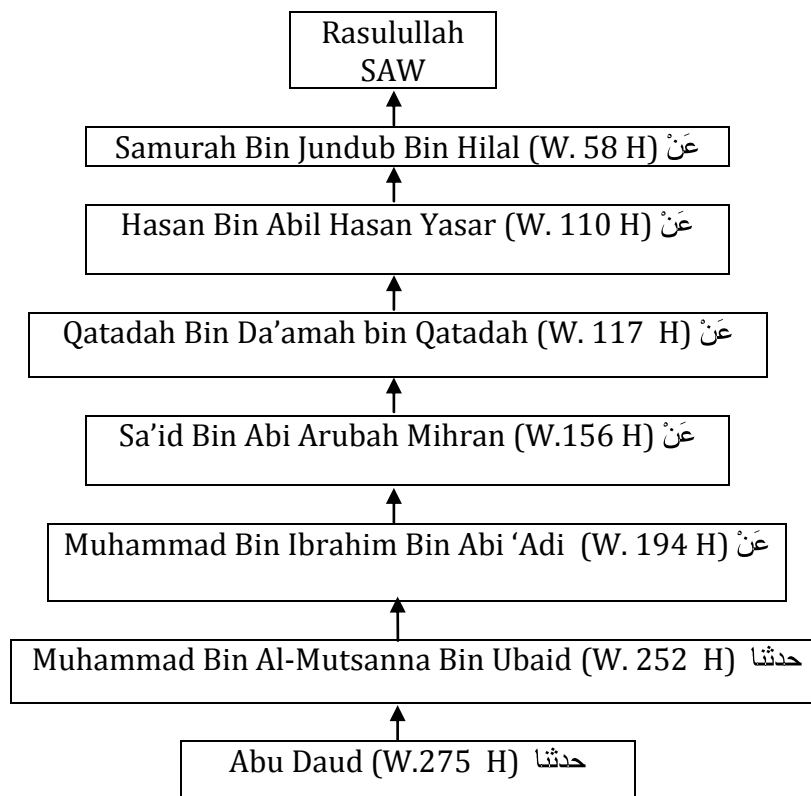 Rasulullah
SAW
Samurah Bin Jundub Bin Hilal (W. 58 H) عَنْ
Hasan Bin Abil Hasan Yasar (W. 110 H) عَنْ
Qatadah Bin Da’amah bin Qatadah (W. 117 H) عَنْ
Sa’id Bin Abi Arubah Mihran (W.156 H) عَنْ
Muhammad Bin Ibrahim Bin Abi ‘Adi (W. 194 H) عَنْ
Muhammad Bin Al-Mutsanna Bin Ubaid (W. 252 H) حدثنا
Abu Daud (W.275 H) حدثنا